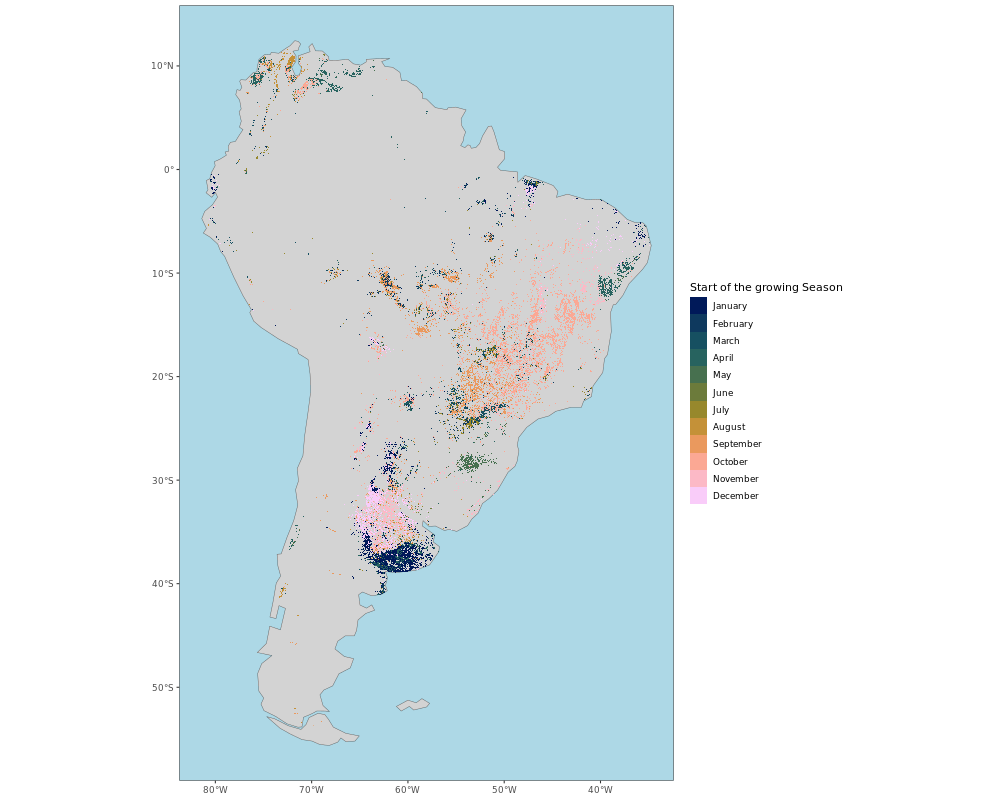 10°N
0°
10°S
20°S
30°S
40°S
50°S
80°W
70°W
60°W
50°W
40°W
Start of the growing Season
January
February
March
April
May
June
July
August
September
October
November
December